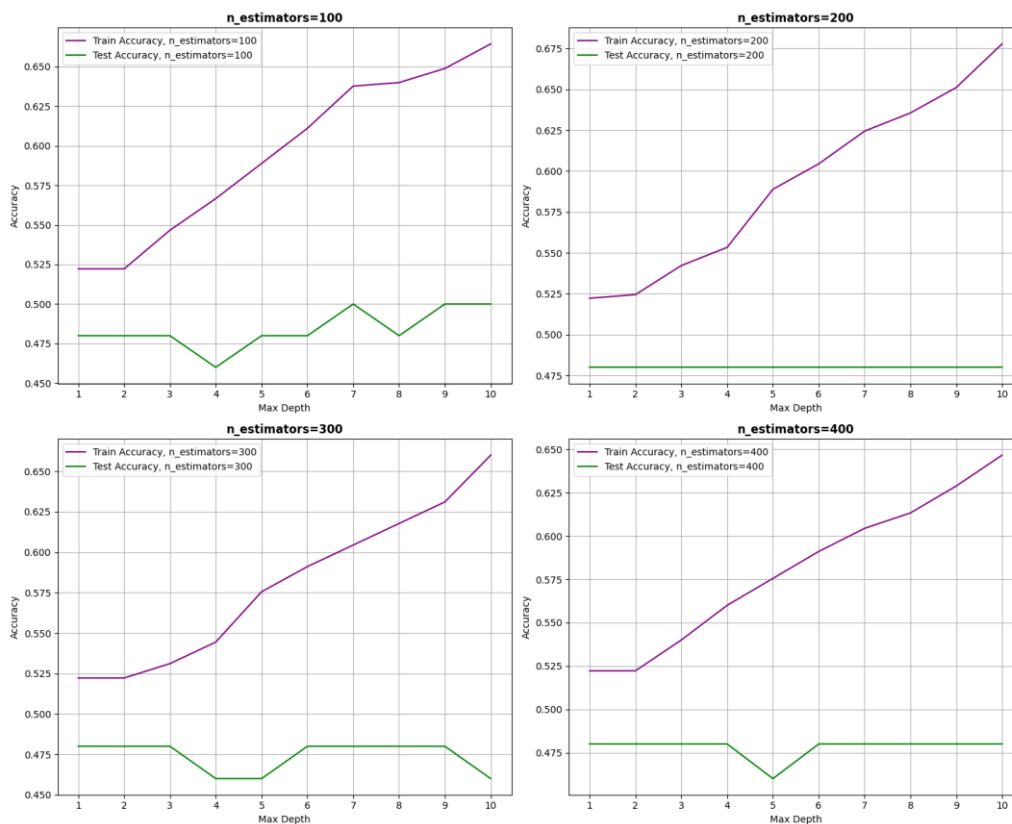 n_estimators=100
Train Accuracy, n_estimators=100
Test Accuracy, n_estimators=100
Accuracy
0.650
0.625
0.600
0.575
0.550
0.525
0.500
0.475
0.450
1 2 3 4 5 6 7 8 9 10
Max Depth
n_estimators=200
Train Accuracy, n_estimators=200
Test Accuracy, n_estimators=200
Accuracy
0.675
0.650
0.625
0.600
0.575
0.550
0.525
0.500
0.475
1 2 3 4 5 6 7 8 9 10
Max Depth
n_estimators=300
Train Accuracy, n_estimators=300
Test Accuracy, n_estimators=300
Accuracy
0.650
0.625
0.600
0.575
0.550
0.525
0.500
0.475
0.450
1 2 3 4 5 6 7 8 9 10
Max Depth
n_estimators=400
Train Accuracy, n_estimators=400
Test Accuracy, n_estimators=400
Accuracy
0.650
0.625
0.600
0.575
0.550
0.525
0.500
0.475
1 2 3 4 5 6 7 8 9 10
Max Depth